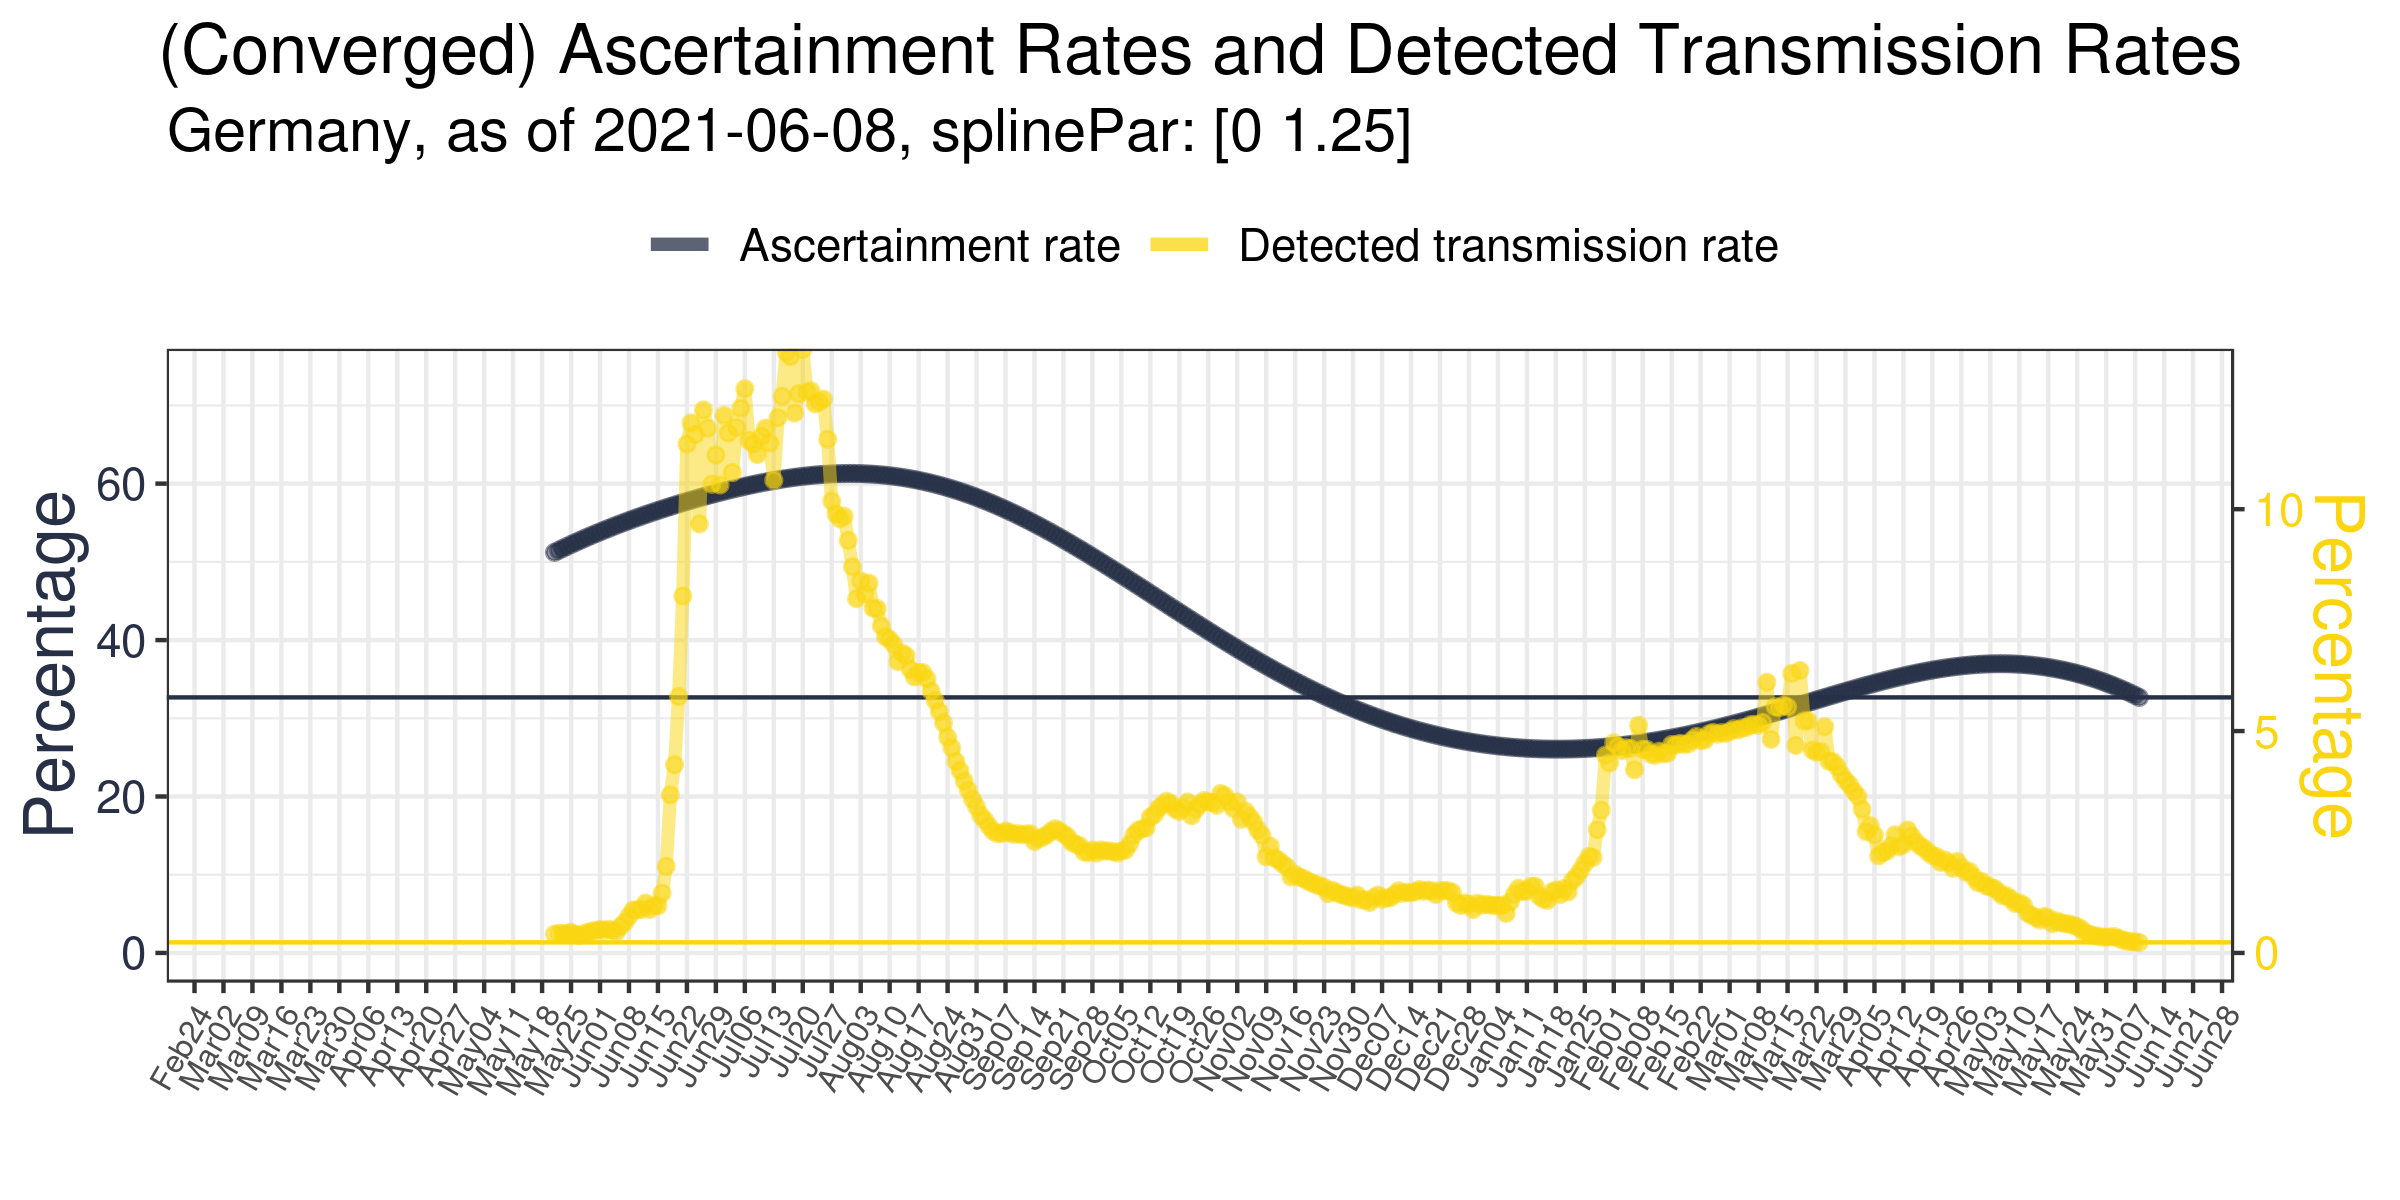 (Converged) Ascertainment Rates and Detected Transmission Rates
Germany, as of 2021-06-08, splinePar: [0 1.25]
Ascertainment rate
Detected transmission rate
Percentage
60
40
20
0
10
5
0
Percentage
Feb24
Mar02
Mar09
Mar16
Mar23
Mar30
Apr06
Apr13
Apr20
Apr27
May04
May11
May18
May25
Jun01
Jun08
Jun15
Jun22
Jun29
Jul06
Jul13
Jul20
Jul27
Aug03
Aug10
Aug17
Aug24
Aug31
Sep07
Sep14
Sep21
Sep28
Oct05
Oct12
Oct19
Oct26
Nov02
Nov09
Nov16
Nov23
Nov30
Dec07
Dec14
Dec21
Dec28
Jan04
Jan11
Jan18
Jan25
Feb01
Feb08
Feb15
Feb22
Mar01
Mar08
Mar15
Mar22
Mar29
Apr05
Apr12
Apr19
Apr26
May03
May10
May17
May24
May31
Jun07
Jun14
Jun21
Jun28